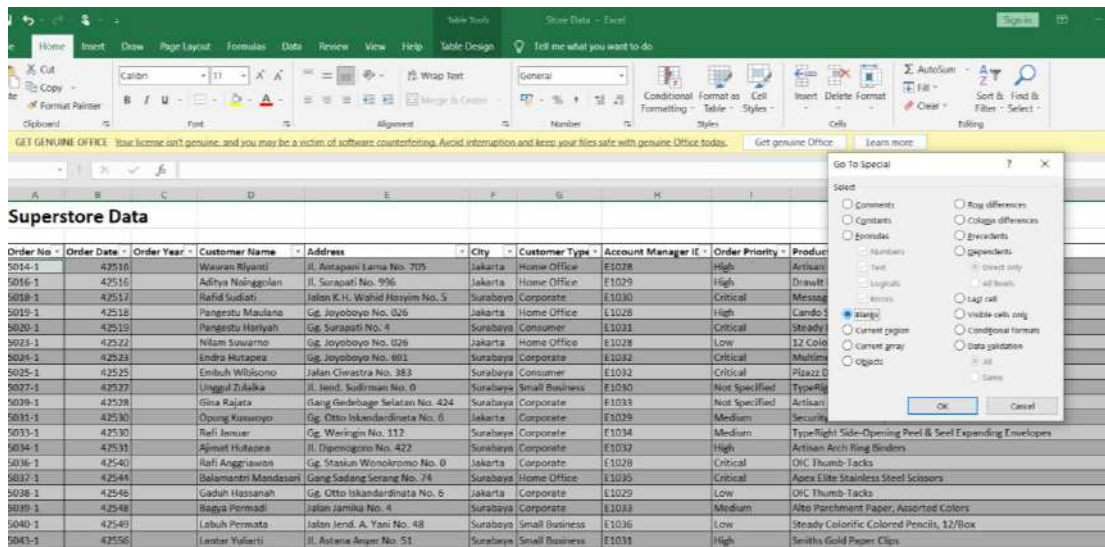 Table Tools
Store Data - Excel
Sign in
Home Insert Draw Page Layout Formulas Data Review View Help Table Design Tell me what you want to do
Cut
Copy
Format Painter
Clipboard
Calibri 11
B I U
Font
Wrap Text
Merge & Center
Alignment
General
Number
Conditional Formatting
Format as Table
Cell Styles
Styles
Insert Delete Format
Cells
AutoSum
Fill
Clear
Sort & Filter
Find & Select
Editing
GET GENUINE OFFICE Your license isn't genuine, and you may be a victim of software counterfeiting. Avoid interruption and keep your files safe with genuine Office today. Get genuine Office Learn more
fx
A B C D E F G H I
Superstore Data
Order No Order Date Order Year Customer Name Address City Customer Type Account Manager Order Priority Product
5014-1 42516 Wawan Riyanti Jl. Antapani Lama No. 705 Jakarta Home Office E1028 High Artisan
5016-1 42516 Aditya Nainggolan Jl. Surapati No. 996 Jakarta Home Office E1029 High DrawIt
5018-1 42517 Rafid Sudiati Jalan K.H. Wahid Hasyim No. 5 Surabaya Corporate E1030 Critical Messag
5019-1 42518 Pangestu Maulana Gg. Joyoboyo No. 026 Jakarta Home Office E1028 High Cando S
5020-1 42519 Pangestu Hariyah Gg. Surapati No. 4 Surabaya Consumer E1031 Critical Steady
5023-1 42522 Nilam Suwarno Gg. Joyoboyo No. 026 Jakarta Home Office E1028 Low 12 Colo
5024-1 42523 Endra Hutapea Gg. Joyoboyo No. 691 Surabaya Corporate E1032 Critical Multime
5025-1 42525 Embuh Wibisono Jalan Ciwastra No. 383 Surabaya Consumer E1032 Critical Pizazz D
5027-1 42527 Unggul Zulaika Jl. Jend. Sudirman No. 0 Surabaya Small Business E1030 Not Specified TypeRig
5029-1 42528 Gina Rajata Gang Gedebage Selatan No. 424 Surabaya Corporate E1033 Not Specified Artisan
5031-1 42530 Opung Kuswoyo Gg. Otto Iskandardinata No. 6 Jakarta Corporate E1029 Medium Security
5033-1 42530 Rafi Januar Gg. Waringin No. 112 Surabaya Corporate E1034 Medium TypeRight Side-Opening Peel & Seel Expanding Envelopes
5034-1 42531 Ajimat Hutapea Jl. Dipenogoro No. 422 Surabaya Corporate E1032 High Artisan Arch Ring Binders
5036-1 42540 Rafi Anggriawan Gg. Stasiun Wonokromo No. 0 Jakarta Corporate E1028 Critical OIC Thumb-Tacks
5037-1 42544 Balamantri Mandasari Gang Sadang Serang No. 74 Surabaya Home Office E1035 Critical Apex Elite Stainless Steel Scissors
5038-1 42546 Gaduh Hassanah Gg. Otto Iskandardinata No. 6 Jakarta Corporate E1029 Low OIC Thumb-Tacks
5039-1 42548 Bagya Permadi Jalan Jamika No. 4 Surabaya Corporate E1033 Medium Alto Parchment Paper, Assorted Colors
5040-1 42549 Labuh Permata Jalan Jend. A. Yani No. 48 Surabaya Small Business E1036 Low Steady Colorific Colored Pencils, 12/Box
5043-1 42556 Lantar Yuliarti Jl. Astana Anyar No. 51 Surabaya Small Business E1031 High Smiths Gold Paper Clips
Go To Special ? ×
Select
Comments
Constants
Formulas
Numbers
Text
Logicals
Errors
Blanks
Current region
Current array
Objects
Row differences
Column differences
Precedents
Dependents
Direct only
All levels
Last cell
Visible cells only
Conditional formats
Data validation
All
Same
OK Cancel